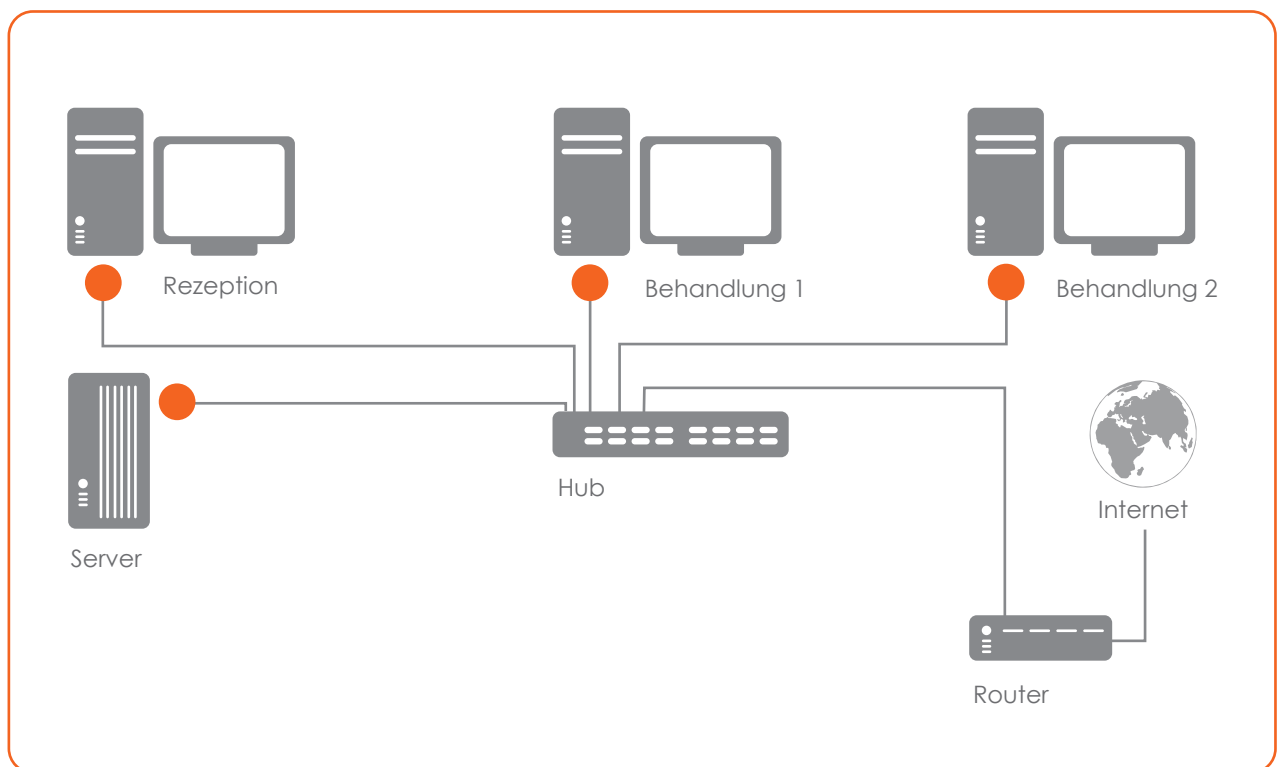 Rezeption
Behandlung 1
Behandlung 2
Hub
Internet
Server
Router